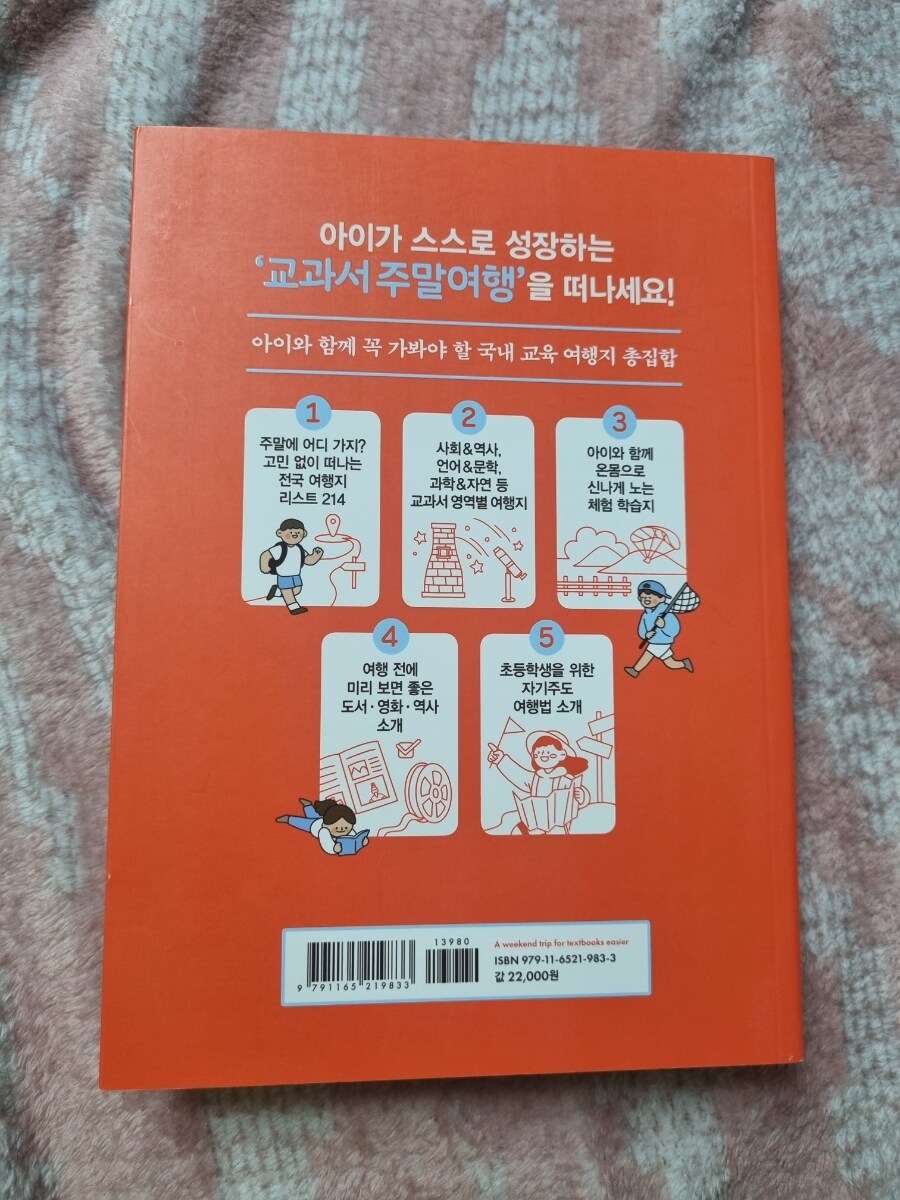 아이가 스스로 성장하는
‘교과서 주말여행’을 떠나세요!
아이와 함께 꼭 가봐야 할 국내 교육 여행지 총집합
1
주말에 어디 가지?
고민 없이 떠나는
전국 여행지
리스트 214
2
사회&역사,
언어&문학,
과학&자연 등
교과서 영역별 여행지
3
아이와 함께
온몸으로
신나게 노는
체험 학습지
4
여행 전에
미리 보면 좋은
도서·영화·역사
소개
5
초등학생을 위한
자기주도
여행법 소개
13980
9 791165 219833
A weekend trip for textbooks easier
ISBN 979-11-6521-983-3
값 22,000원